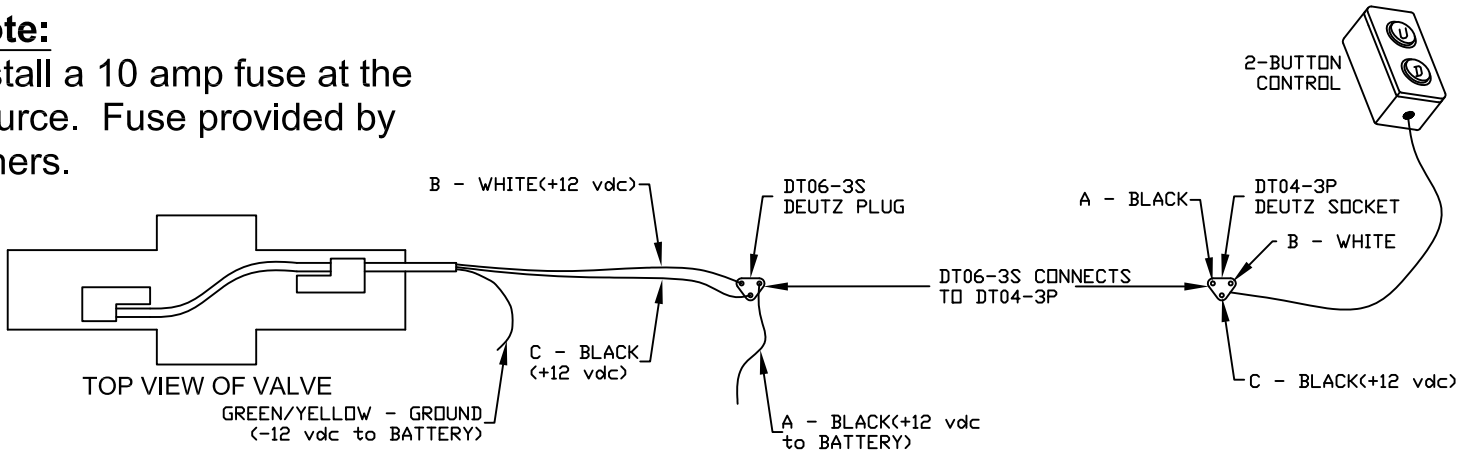 ote:
stall a 10 amp fuse at the
urce.  Fuse provided by
hers.
2-BUTTON
CONTROL
U
D
B - WHITE(+12 vdc)
DT06-3S
DEUTZ PLUG
A - BLACK
DT04-3P
DEUTZ SOCKET
B - WHITE
DT06-3S CONNECTS
TO DT04-3P
C - BLACK
(+12 vdc)
C - BLACK(+12 vdc)
TOP VIEW OF VALVE
GREEN/YELLOW - GROUND
(-12 vdc to BATTERY)
A - BLACK(+12 vdc
to BATTERY)